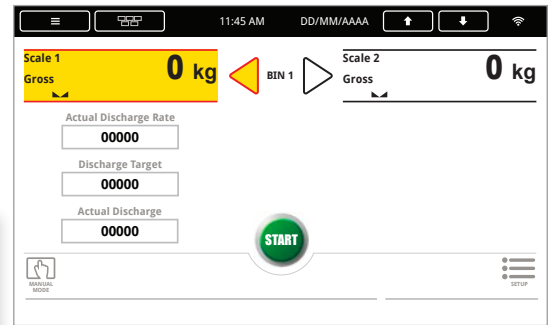 11:45 AM DD/MM/AAAA
Scale 1
Gross
0 kg
BIN 1
Scale 2
Gross
0 kg
Actual Discharge Rate
00000
Discharge Target
00000
Actual Discharge
00000
START
MANUAL
MODE
SETUP